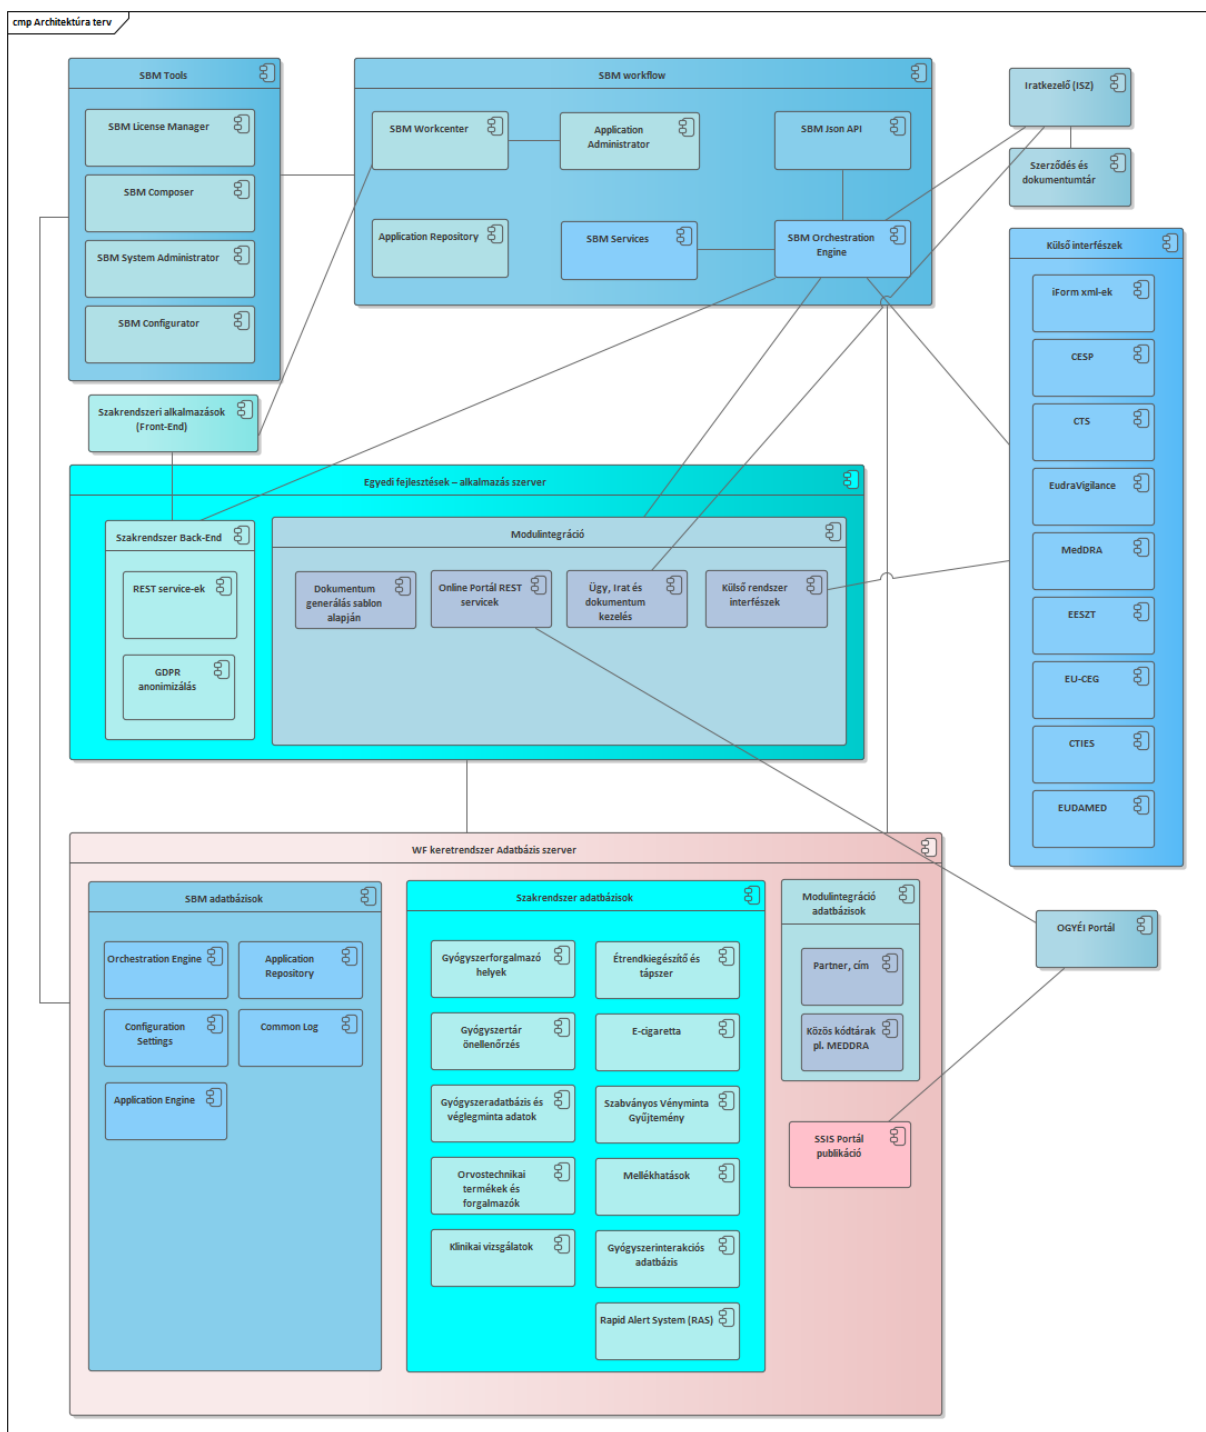 cmp Architektúra terv
SBM Tools
SBM License Manager
SBM Composer
SBM System Administrator
SBM Configurator
SBM workflow
SBM Workcenter
Application
Administrator
SBM Json API
Application Repository
SBM Services
SBM Orchestration
Engine
Iratkezelő (ISZ)
Szerződés és
dokumentumtár
Külső interfészek
iForm xml-ek
CESP
CTS
EudraVigilance
MedDRA
EESZT
EU-CEG
CTIES
EUDAMED
Szakrendszeri alkalmazások
(Front-End)
Egyedi fejlesztések – alkalmazás szerver
Szakrendszer Back-End
REST service-ek
GDPR
anonimizálás
Modulintegráció
Dokumentum
generálás sablon
alapján
Online Portál REST
servicek
Ügy, Irat és
dokumentum
kezelés
Külső rendszer
interfészek
WF keretrendszer Adatbázis szerver
SBM adatbázisok
Orchestration Engine
Application
Repository
Configuration
Settings
Common Log
Application Engine
Szakrendszer adatbázisok
Gyógyszerforgalmazó
helyek
Étrendkiegészítő és
tápszer
Gyógyszertár
önellenőrzés
E-cigaretta
Gyógyszeradatbázis és
véglegminta adatok
Szabványos Vényminta
Gyűjtemény
Orvostechnikai
termékek és
forgalmazók
Mellékhatások
Klinikai vizsgálatok
Gyógyszerinterakciós
adatbázis
Rapid Alert System (RAS)
Modulintegráció
adatbázisok
Partner, cím
Közös kódtárak
pl. MEDDRA
SSIS Portál
publikáció
OGYÉI Portál